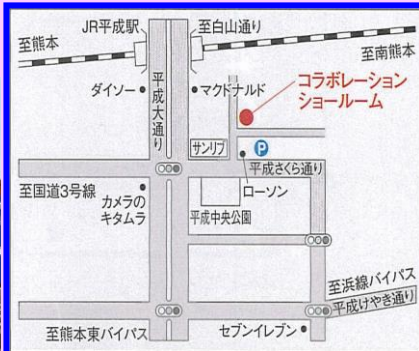 JR平成駅
至白山通り
至熊本
至南熊本
ダイソー
平成大通り
マクドナルド
コラボレーション
ショールーム
サンリブ
P
平成さくら通り
至国道3号線
カメラの
キタムラ
ローソン
平成中央公園
至浜線バイパス
平成けやき通り
至熊本東バイパス
セブンイレブン